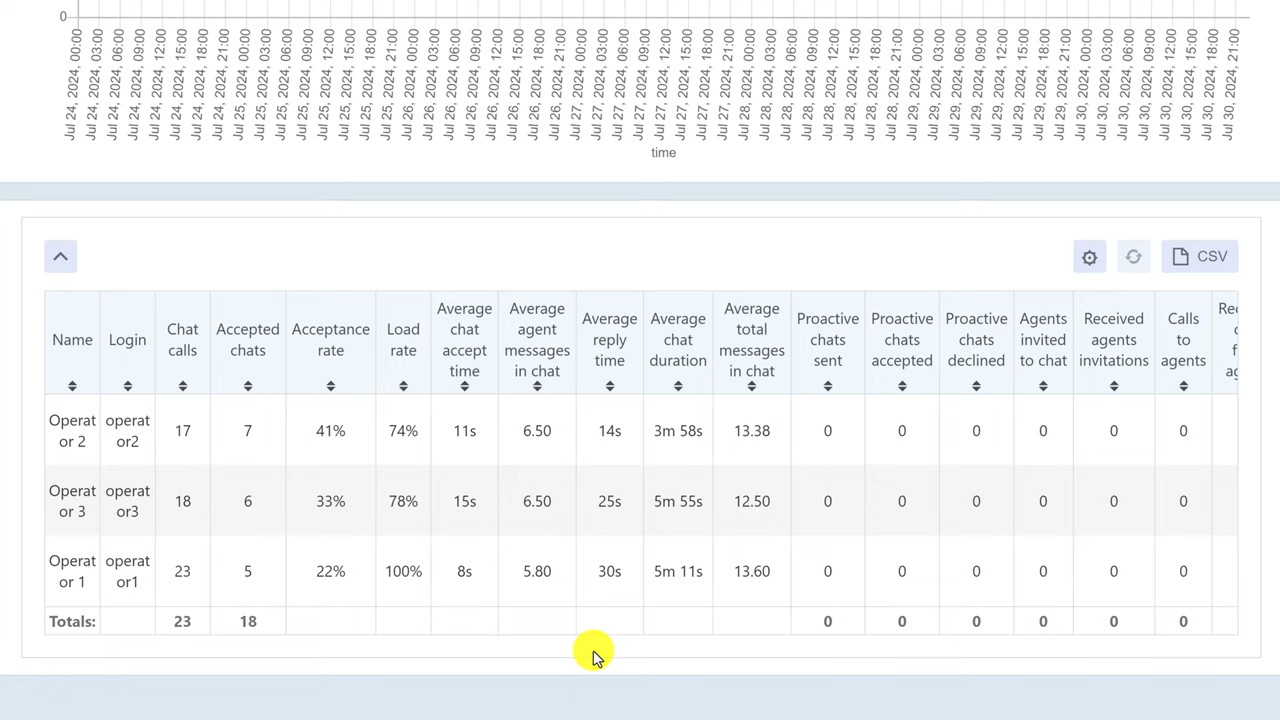 0
Jul 24, 2024, 00:00
Jul 24, 2024, 03:00
Jul 24, 2024, 06:00
Jul 24, 2024, 09:00
Jul 24, 2024, 12:00
Jul 24, 2024, 15:00
Jul 24, 2024, 18:00
Jul 24, 2024, 21:00
Jul 25, 2024, 00:00
Jul 25, 2024, 03:00
Jul 25, 2024, 06:00
Jul 25, 2024, 09:00
Jul 25, 2024, 12:00
Jul 25, 2024, 15:00
Jul 25, 2024, 18:00
Jul 25, 2024, 21:00
Jul 26, 2024, 00:00
Jul 26, 2024, 03:00
Jul 26, 2024, 06:00
Jul 26, 2024, 09:00
Jul 26, 2024, 12:00
Jul 26, 2024, 15:00
Jul 26, 2024, 18:00
Jul 26, 2024, 21:00
Jul 27, 2024, 00:00
Jul 27, 2024, 03:00
Jul 27, 2024, 06:00
Jul 27, 2024, 09:00
Jul 27, 2024, 12:00
Jul 27, 2024, 15:00
Jul 27, 2024, 18:00
Jul 27, 2024, 21:00
Jul 28, 2024, 00:00
Jul 28, 2024, 03:00
Jul 28, 2024, 06:00
Jul 28, 2024, 09:00
Jul 28, 2024, 12:00
Jul 28, 2024, 15:00
Jul 28, 2024, 18:00
Jul 28, 2024, 21:00
Jul 29, 2024, 00:00
Jul 29, 2024, 03:00
Jul 29, 2024, 06:00
Jul 29, 2024, 09:00
Jul 29, 2024, 12:00
Jul 29, 2024, 15:00
Jul 29, 2024, 18:00
Jul 29, 2024, 21:00
Jul 30, 2024, 00:00
Jul 30, 2024, 03:00
Jul 30, 2024, 06:00
Jul 30, 2024, 09:00
Jul 30, 2024, 12:00
Jul 30, 2024, 15:00
Jul 30, 2024, 18:00
Jul 30, 2024, 21:00
time
CSV
Name
Login
Chat
calls
Accepted
chats
Acceptance
rate
Load
rate
Average
chat
accept
time
Average
agent
messages
in chat
Average
reply
time
Average
chat
duration
Average
total
messages
in chat
Proactive
chats
sent
Proactive
chats
accepted
Proactive
chats
declined
Agents
invited
to chat
Received
agents
invitations
Calls
to
agents
Operat
or 2
operat
or2
17 7 41% 74% 11s 6.50 14s 3m 58s 13.38 0 0 0 0 0 0
Operat
or 3
operat
or3
18 6 33% 78% 15s 6.50 25s 5m 55s 12.50 0 0 0 0 0 0
Operat
or 1
operat
or1
23 5 22% 100% 8s 5.80 30s 5m 11s 13.60 0 0 0 0 0 0
Totals: 23 18 0 0 0 0 0 0